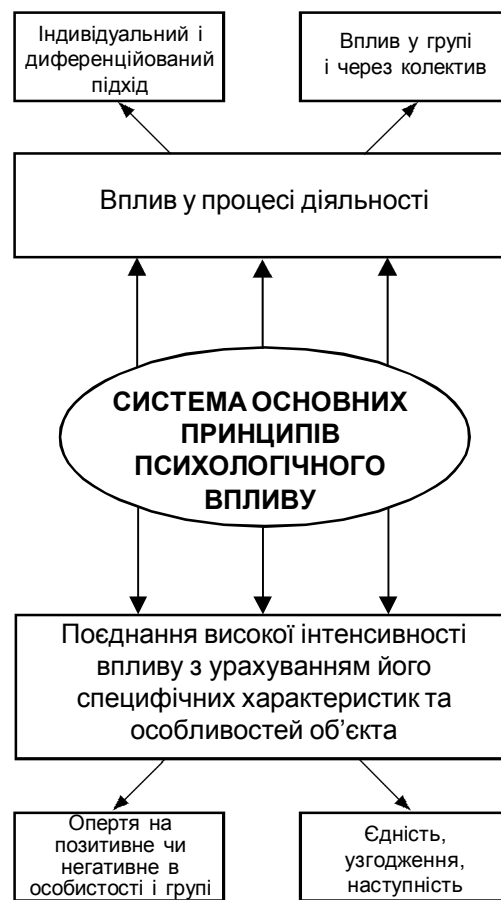 Індивідуальний і
диференційований
підхід
Вплив у групі
і через колектив
Вплив у процесі діяльності
СИСТЕМА ОСНОВНИХ
ПРИНЦИПІВ
ПСИХОЛОГІЧНОГО
ВПЛИВУ
Поєднання високої інтенсивності
впливу з урахуванням його
специфічних характеристик та
особливостей об’єкта
Опертя на
позитивне чи
негативне в
особистості і групі
Єдність,
узгодження,
наступність